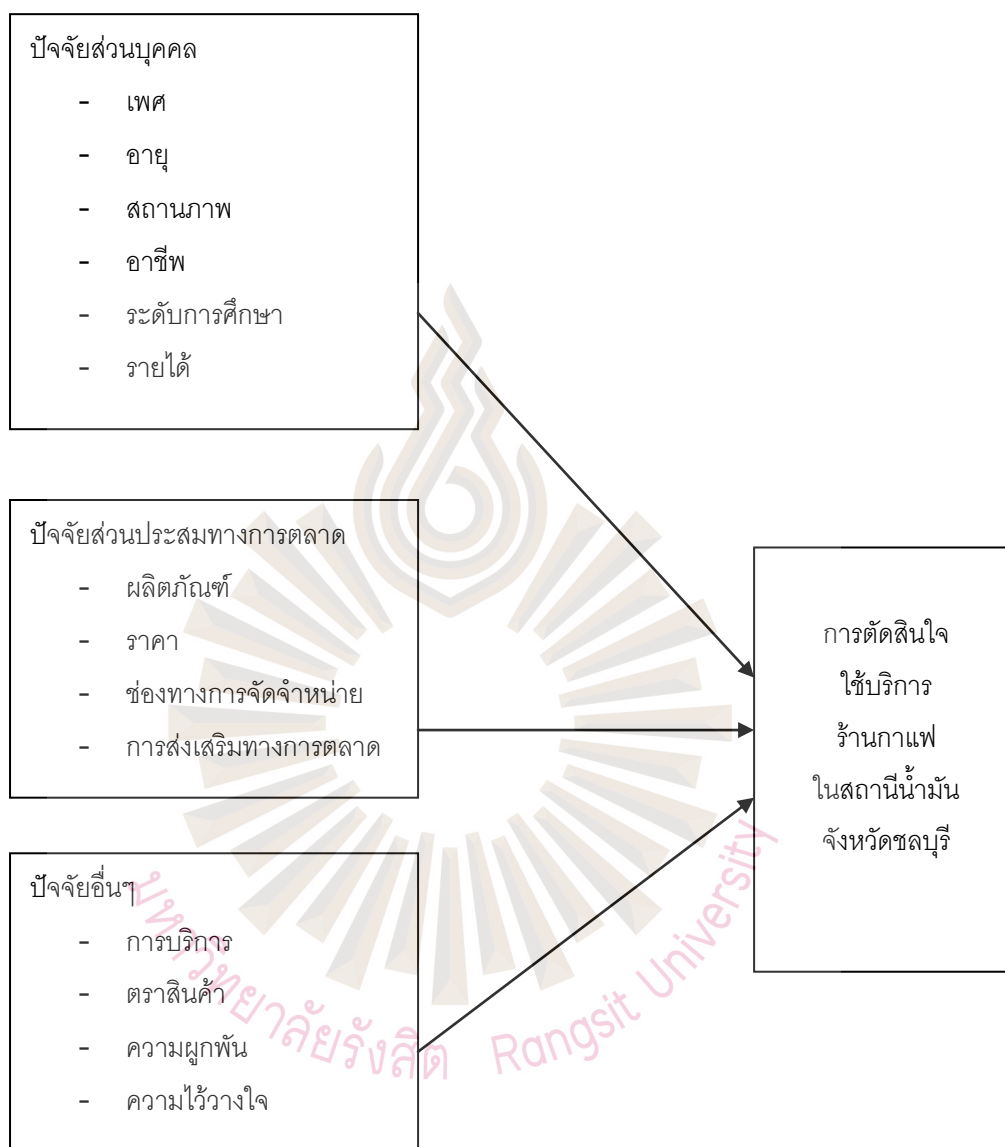 ปัจจัยส่วนบุคคล
- เพศ
- อายุ
- สถานภาพ
- อาชีพ
- ระดับการศึกษา
- รายได้
ปัจจัยส่วนประสมทางการตลาด
- ผลิตภัณฑ์
- ราคา
- ช่องทางการจัดจำหน่าย
- การส่งเสริมทางการตลาด
ปัจจัยอื่นๆ
- การบริการ
- ตราสินค้า
- ความผูกพัน
- ความไว้วางใจ
การตัดสินใจ
ใช้บริการ
ร้านกาแฟ
ในสถานีน้ำมัน
จังหวัดชลบุรี
มหาวิทยาลัยรังสิต Rangsit University